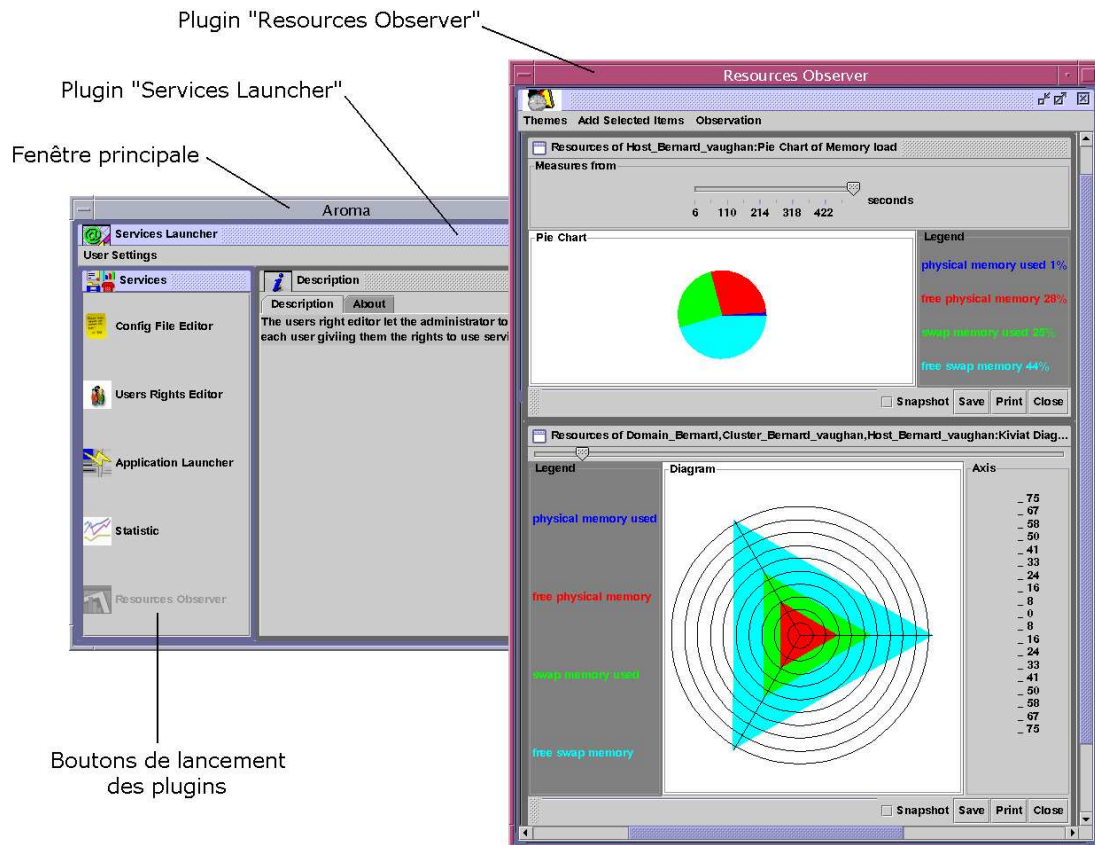 Plugin "Resources Observer"
Plugin "Services Launcher"
Fenêtre principale
Boutons de lancement
des plugins
Aroma
Services Launcher
User Settings
Services
Config File Editor
Users Rights Editor
Application Launcher
Statistic
Resources Observer
Description
Description About
The users right editor let the administrator to
each user giviing them the rights to use servi
Resources Observer
Themes Add Selected Items Observation
Resources of Host_Bernard_vaughan:Pie Chart of Memory load
Measures from
seconds
6 110 214 318 422
Pie Chart
Legend
physical memory used 1%
free physical memory 28%
swap memory used 25%
free swap memory 44%
Snapshot Save Print Close
Resources of Domain_Bernard,Cluster_Bernard_vaughan,Host_Bernard_vaughan:Kiviat Diag...
Legend
physical memory used
free physical memory
swap memory used
free swap memory
Diagram
Axis
_ 75
_ 67
_ 58
_ 50
_ 41
_ 33
_ 24
_ 16
_ 8
_ 0
_ 8
_ 16
_ 24
_ 33
_ 41
_ 50
_ 58
_ 67
_ 75
Snapshot Save Print Close